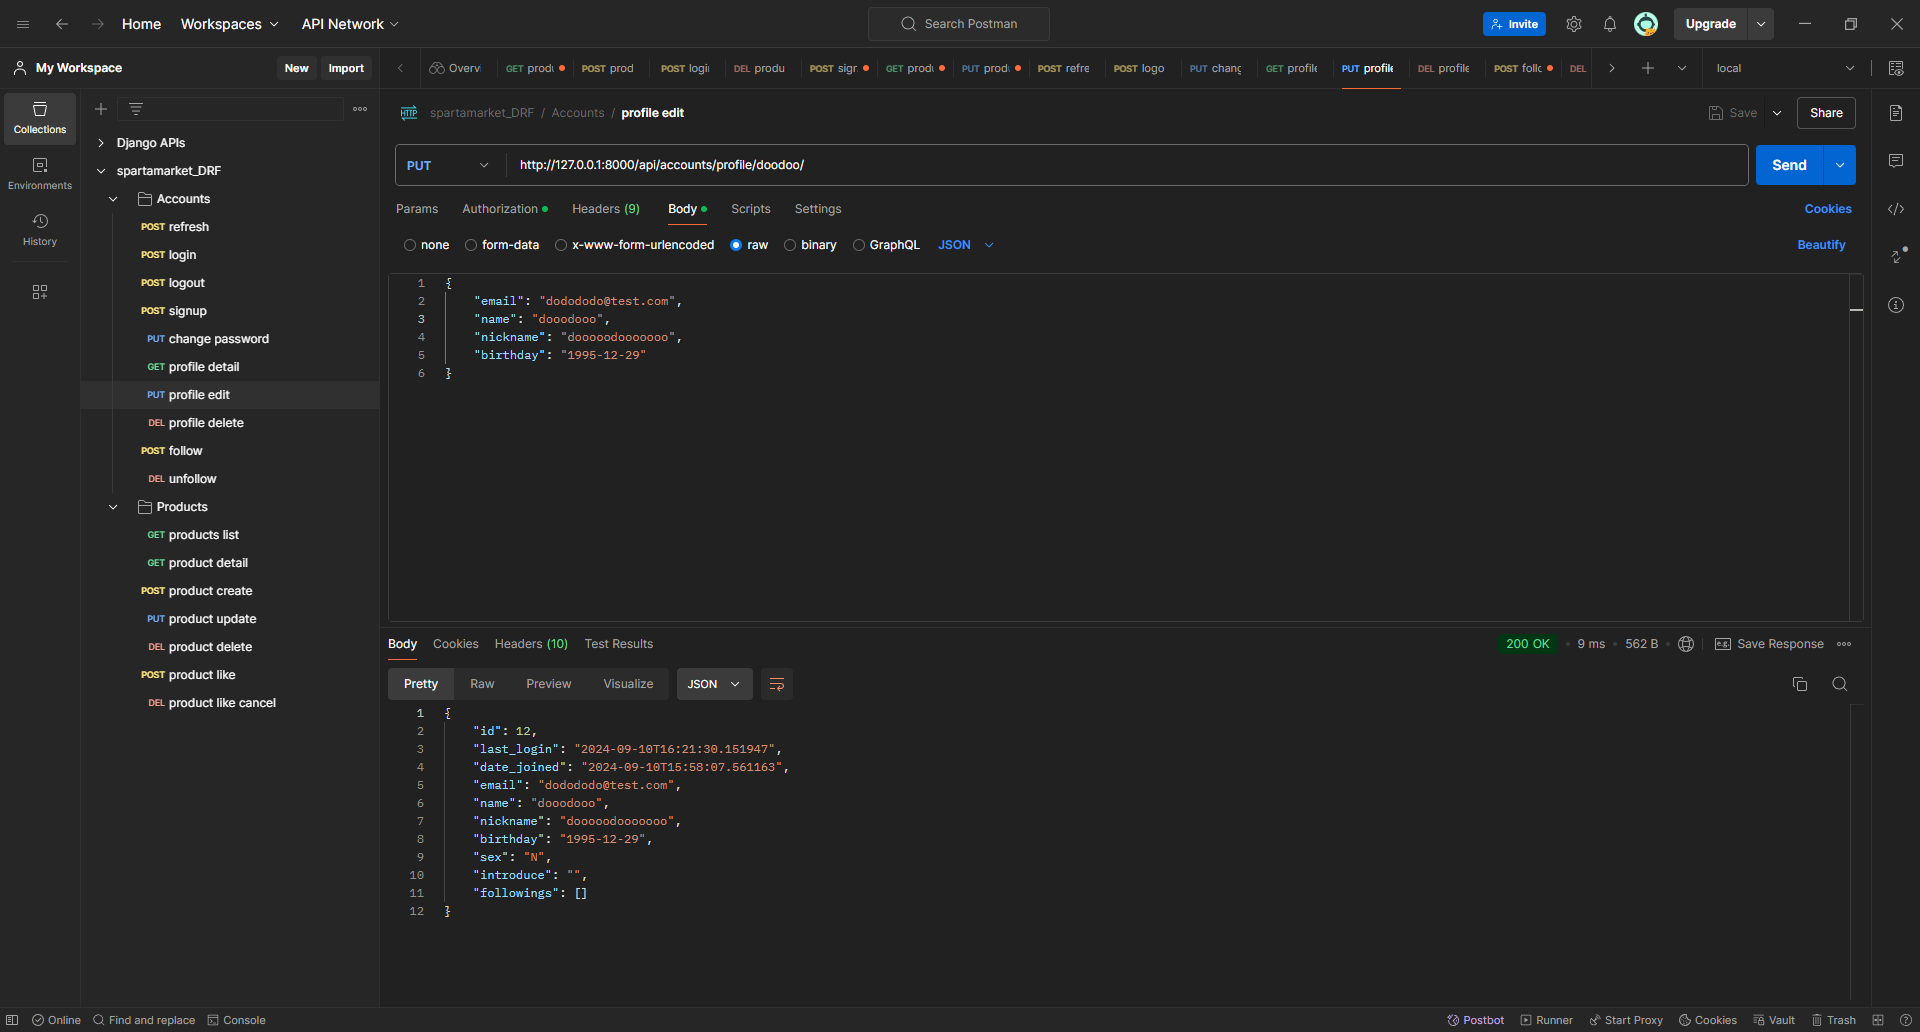 Home Workspaces API Network Search Postman Invite Upgrade
My Workspace New Import Overvi GET produ POST prod POST logi DEL produ POST sign GET produ PUT produ POST refre POST logo PUT chang GET profile PUT profile DEL profile POST follo DEL local
Collections
Environments
History
Django APIs
spartamarket_DRF
Accounts
POST refresh
POST login
POST logout
POST signup
PUT change password
GET profile detail
PUT profile edit
DEL profile delete
POST follow
DEL unfollow
Products
GET products list
GET product detail
POST product create
PUT product update
DEL product delete
POST product like
DEL product like cancel
HTTP spartamarket_DRF / Accounts / profile edit Save Share
PUT http://127.0.0.1:8000/api/accounts/profile/doodoo/ Send
Params Authorization Headers (9) Body Scripts Settings Cookies
none form-data x-www-form-urlencoded raw binary GraphQL JSON Beautify
1 {
2 "email": "dodododo@test.com",
3 "name": "dooodooo",
4 "nickname": "dooooodooooooo",
5 "birthday": "1995-12-29"
6 }
Body Cookies Headers (10) Test Results 200 OK 9 ms 562 B e.g. Save Response
Pretty Raw Preview Visualize JSON
1 {
2 "id": 12,
3 "last_login": "2024-09-10T16:21:30.151947",
4 "date_joined": "2024-09-10T15:58:07.561163",
5 "email": "dodododo@test.com",
6 "name": "dooodooo",
7 "nickname": "dooooodooooooo",
8 "birthday": "1995-12-29",
9 "sex": "N",
10 "introduce": "",
11 "followings": []
12 }
Online Find and replace Console Postbot Runner Start Proxy Cookies Vault Trash